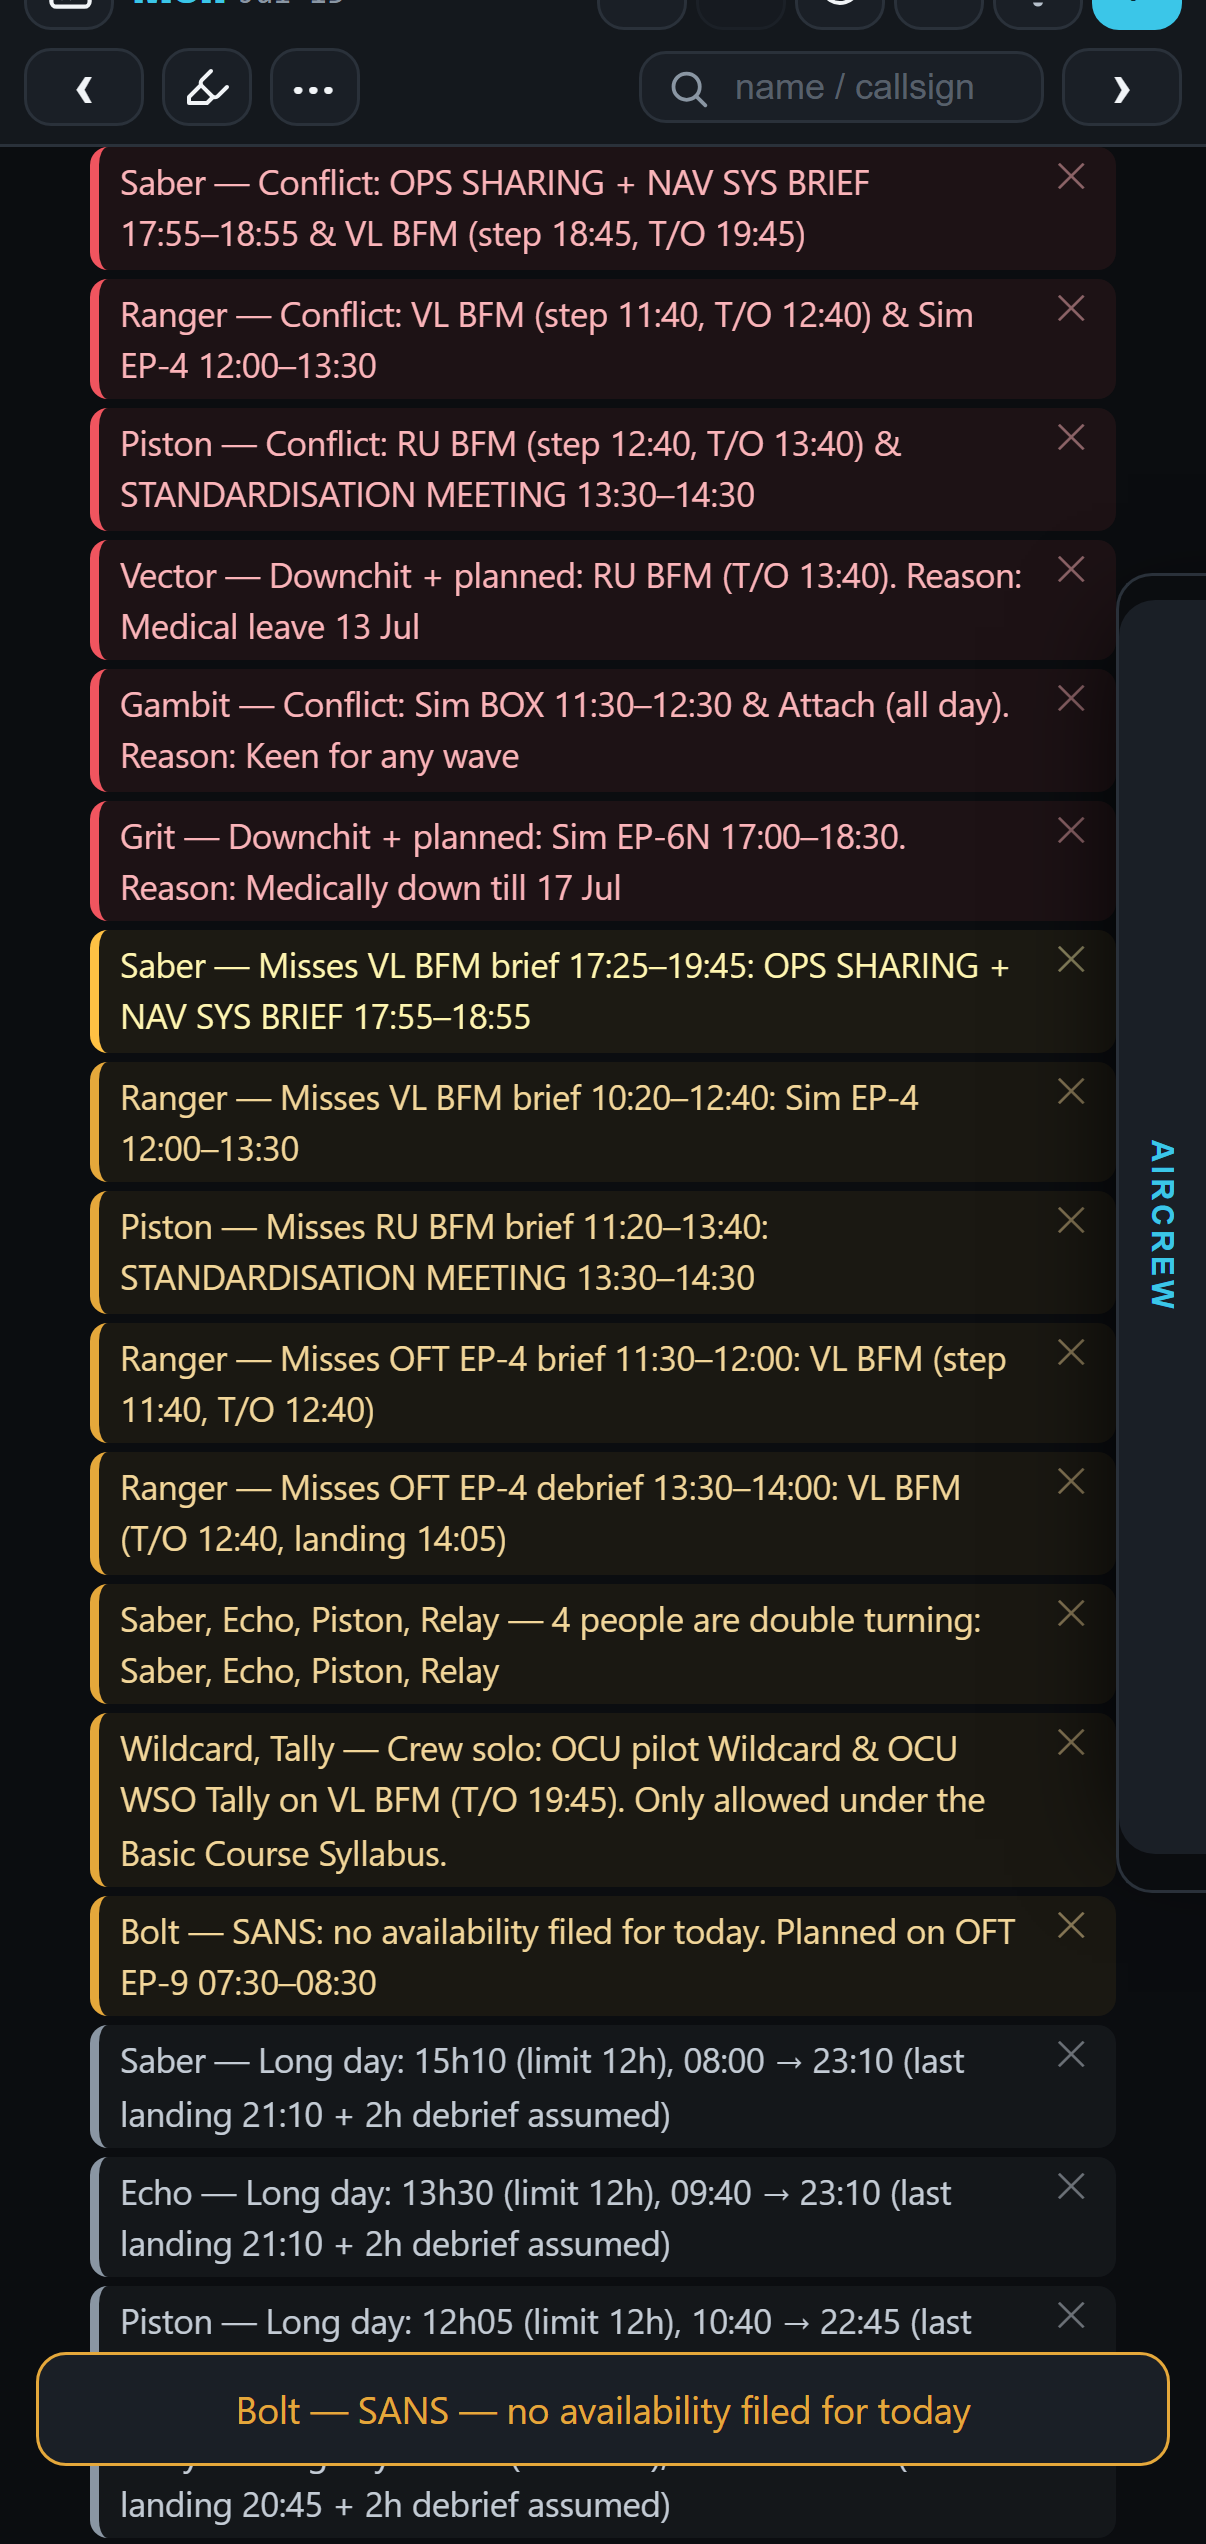 name / callsign
Saber — Conflict: OPS SHARING + NAV SYS BRIEF
17:55–18:55 & VL BFM (step 18:45, T/O 19:45)
Ranger — Conflict: VL BFM (step 11:40, T/O 12:40) & Sim
EP-4 12:00–13:30
Piston — Conflict: RU BFM (step 12:40, T/O 13:40) &
STANDARDISATION MEETING 13:30–14:30
Vector — Downchit + planned: RU BFM (T/O 13:40). Reason:
Medical leave 13 Jul
Gambit — Conflict: Sim BOX 11:30–12:30 & Attach (all day).
Reason: Keen for any wave
Grit — Downchit + planned: Sim EP-6N 17:00–18:30.
Reason: Medically down till 17 Jul
Saber — Misses VL BFM brief 17:25–19:45: OPS SHARING +
NAV SYS BRIEF 17:55–18:55
Ranger — Misses VL BFM brief 10:20–12:40: Sim EP-4
12:00–13:30
Piston — Misses RU BFM brief 11:20–13:40:
STANDARDISATION MEETING 13:30–14:30
Ranger — Misses OFT EP-4 brief 11:30–12:00: VL BFM (step
11:40, T/O 12:40)
Ranger — Misses OFT EP-4 debrief 13:30–14:00: VL BFM
(T/O 12:40, landing 14:05)
Saber, Echo, Piston, Relay — 4 people are double turning:
Saber, Echo, Piston, Relay
Wildcard, Tally — Crew solo: OCU pilot Wildcard & OCU
WSO Tally on VL BFM (T/O 19:45). Only allowed under the
Basic Course Syllabus.
Bolt — SANS: no availability filed for today. Planned on OFT
EP-9 07:30–08:30
Saber — Long day: 15h10 (limit 12h), 08:00 → 23:10 (last
landing 21:10 + 2h debrief assumed)
Echo — Long day: 13h30 (limit 12h), 09:40 → 23:10 (last
landing 21:10 + 2h debrief assumed)
Piston — Long day: 12h05 (limit 12h), 10:40 → 22:45 (last
Bolt — SANS — no availability filed for today
landing 20:45 + 2h debrief assumed)
AIRCREW